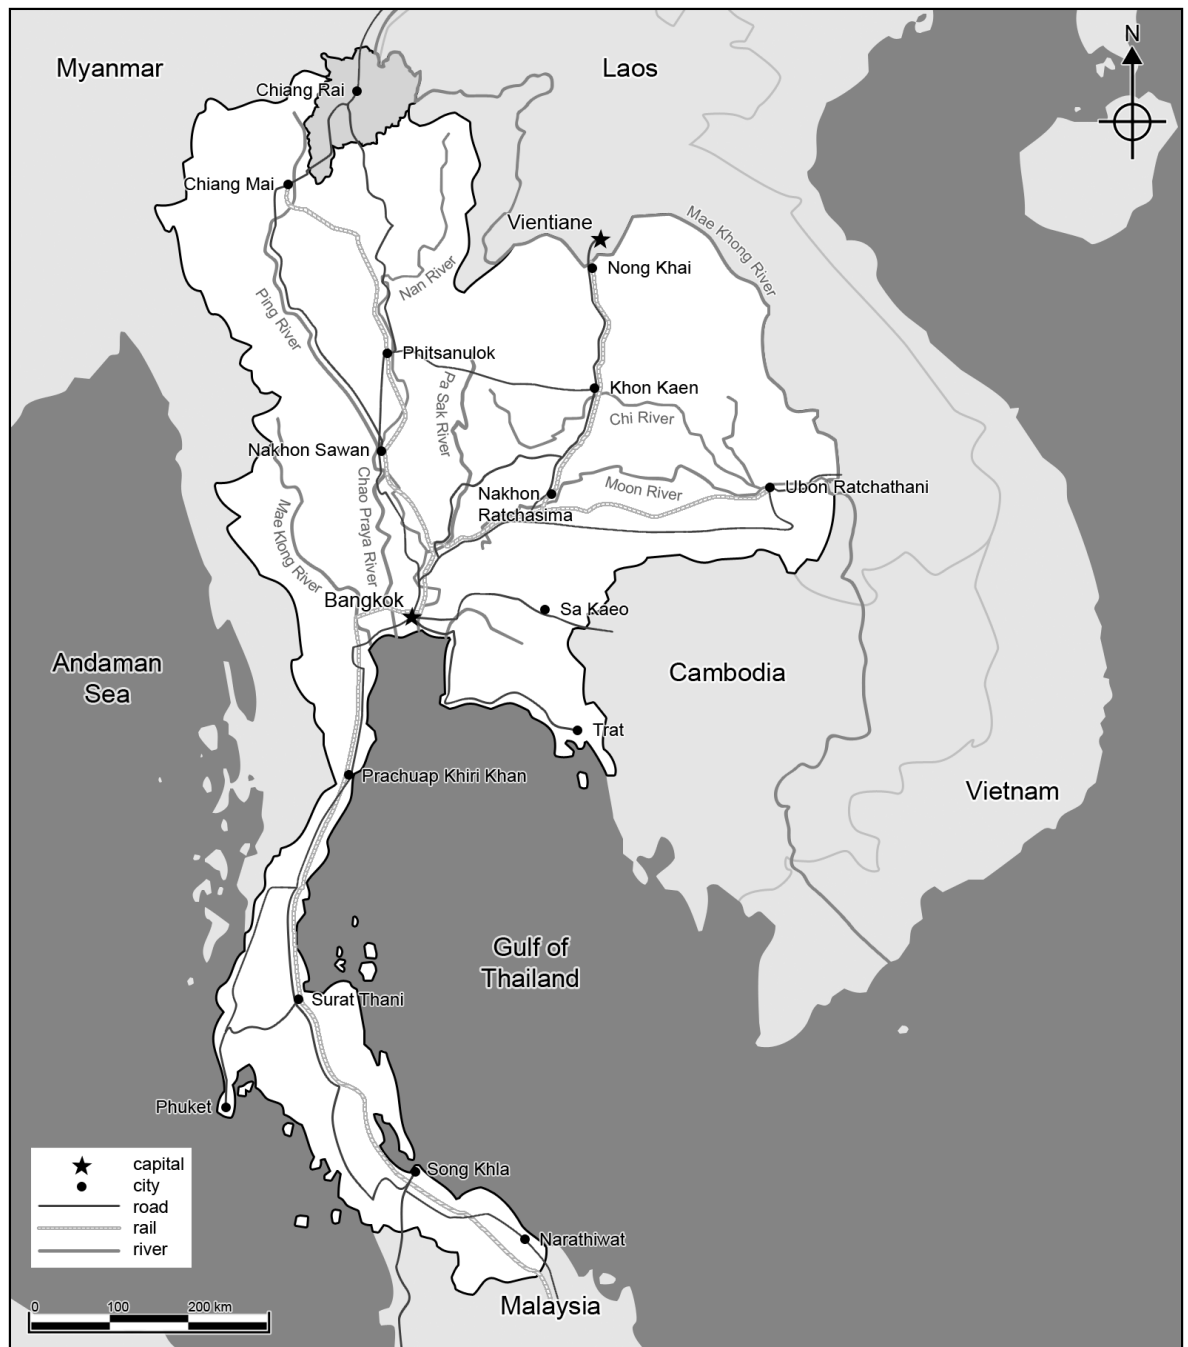 N
Myanmar
Laos
Chiang Rai
Chiang Mai
Vientiane
Mae Khong River
Nong Khai
Nan River
Ping River
Phitsanulok
Pa Sak River
Khon Kaen
Chi River
Nakhon Sawan
Chao Praya River
Nakhon
Ratchasima
Moon River
Ubon Ratchathani
Mae Klong River
Bangkok
Sa Kaeo
Andaman
Sea
Cambodia
Trat
Prachuap Khiri Khan
Vietnam
Gulf of
Thailand
Surat Thani
Phuket
Song Khla
Narathiwat
Malaysia
capital
city
road
rail
river
0 100 200 km